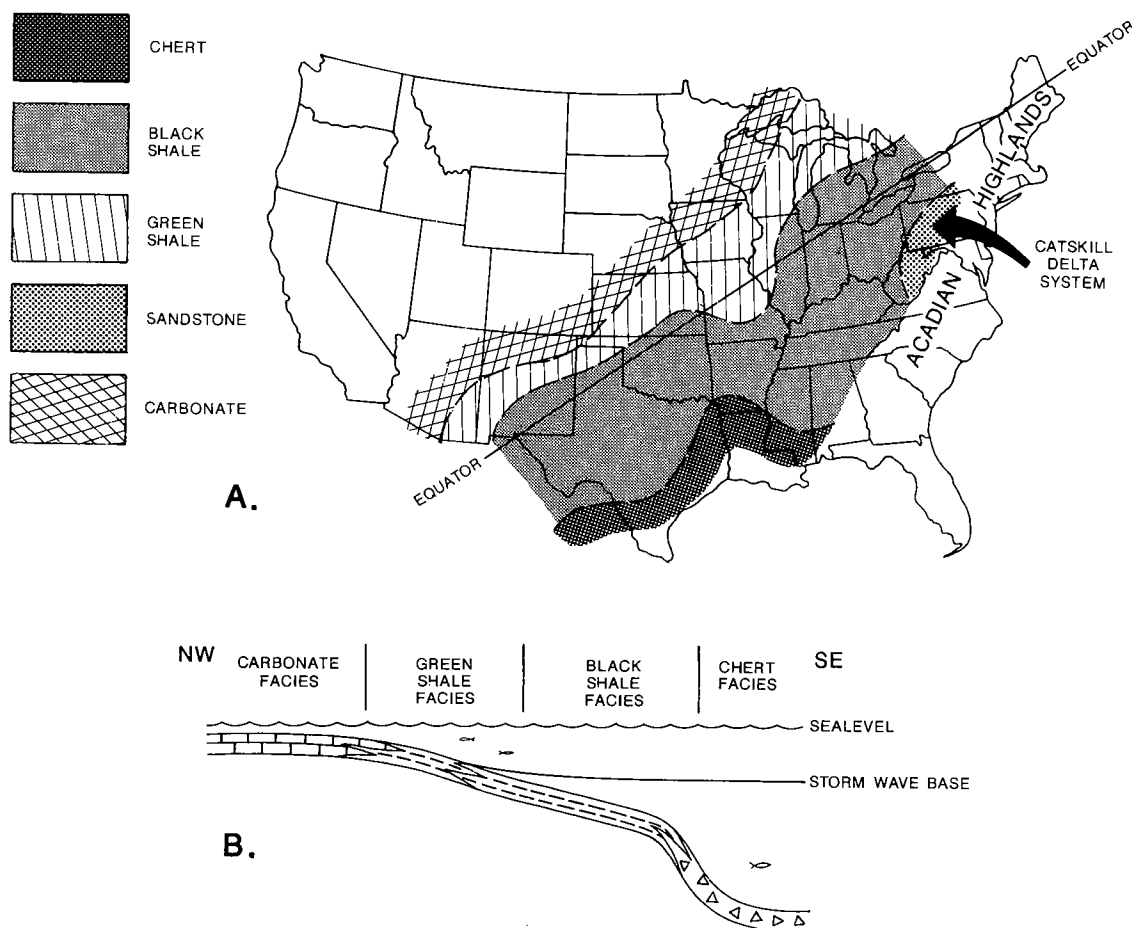 CHERT
BLACK
SHALE
GREEN
SHALE
SANDSTONE
CARBONATE
EQUATOR
HIGHLANDS
CATSKILL
DELTA
SYSTEM
ACADIAN
EQUATOR
A.
NW
CARBONATE
FACIES
GREEN
SHALE
FACIES
BLACK
SHALE
FACIES
CHERT
FACIES
SE
SEALEVEL
STORM WAVE BASE
B.